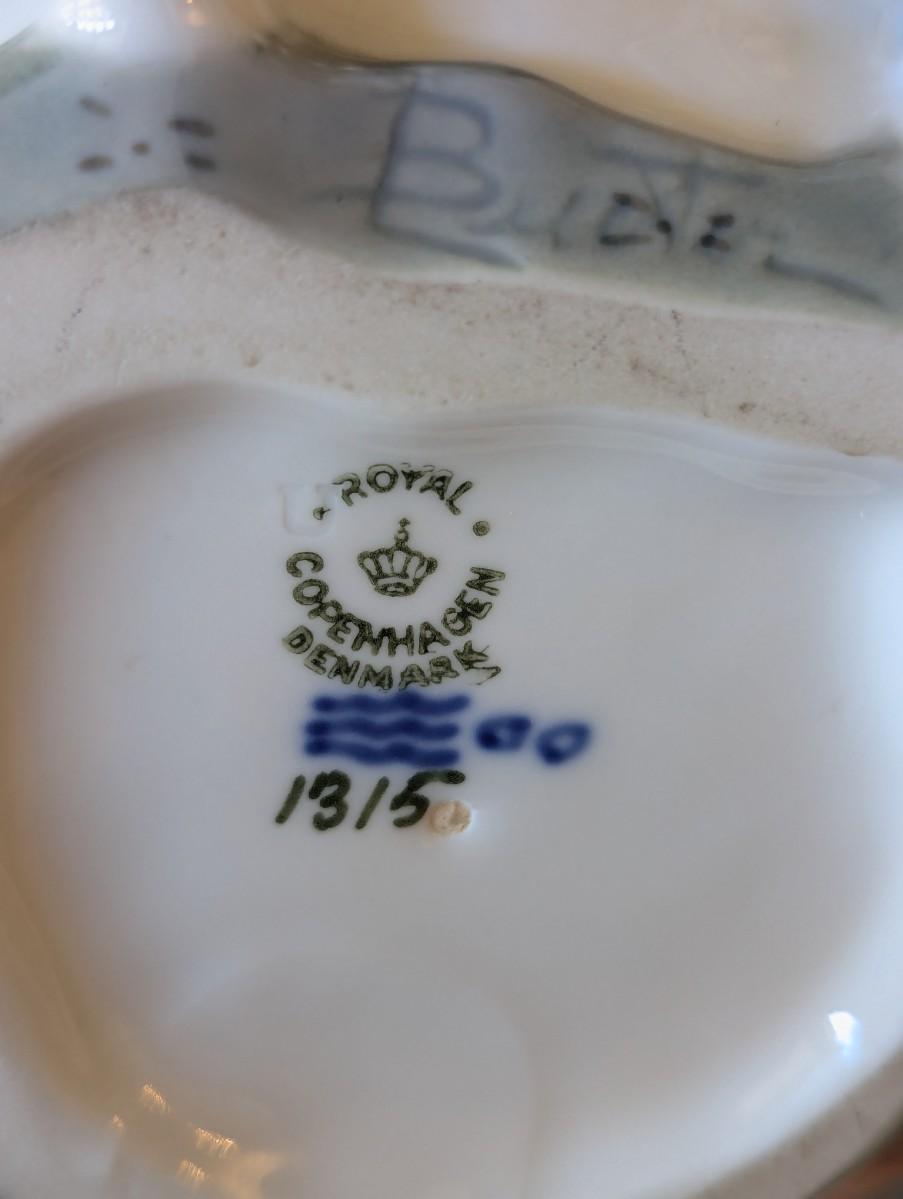 ROYAL
COPENHAGEN
DENMARK
1315